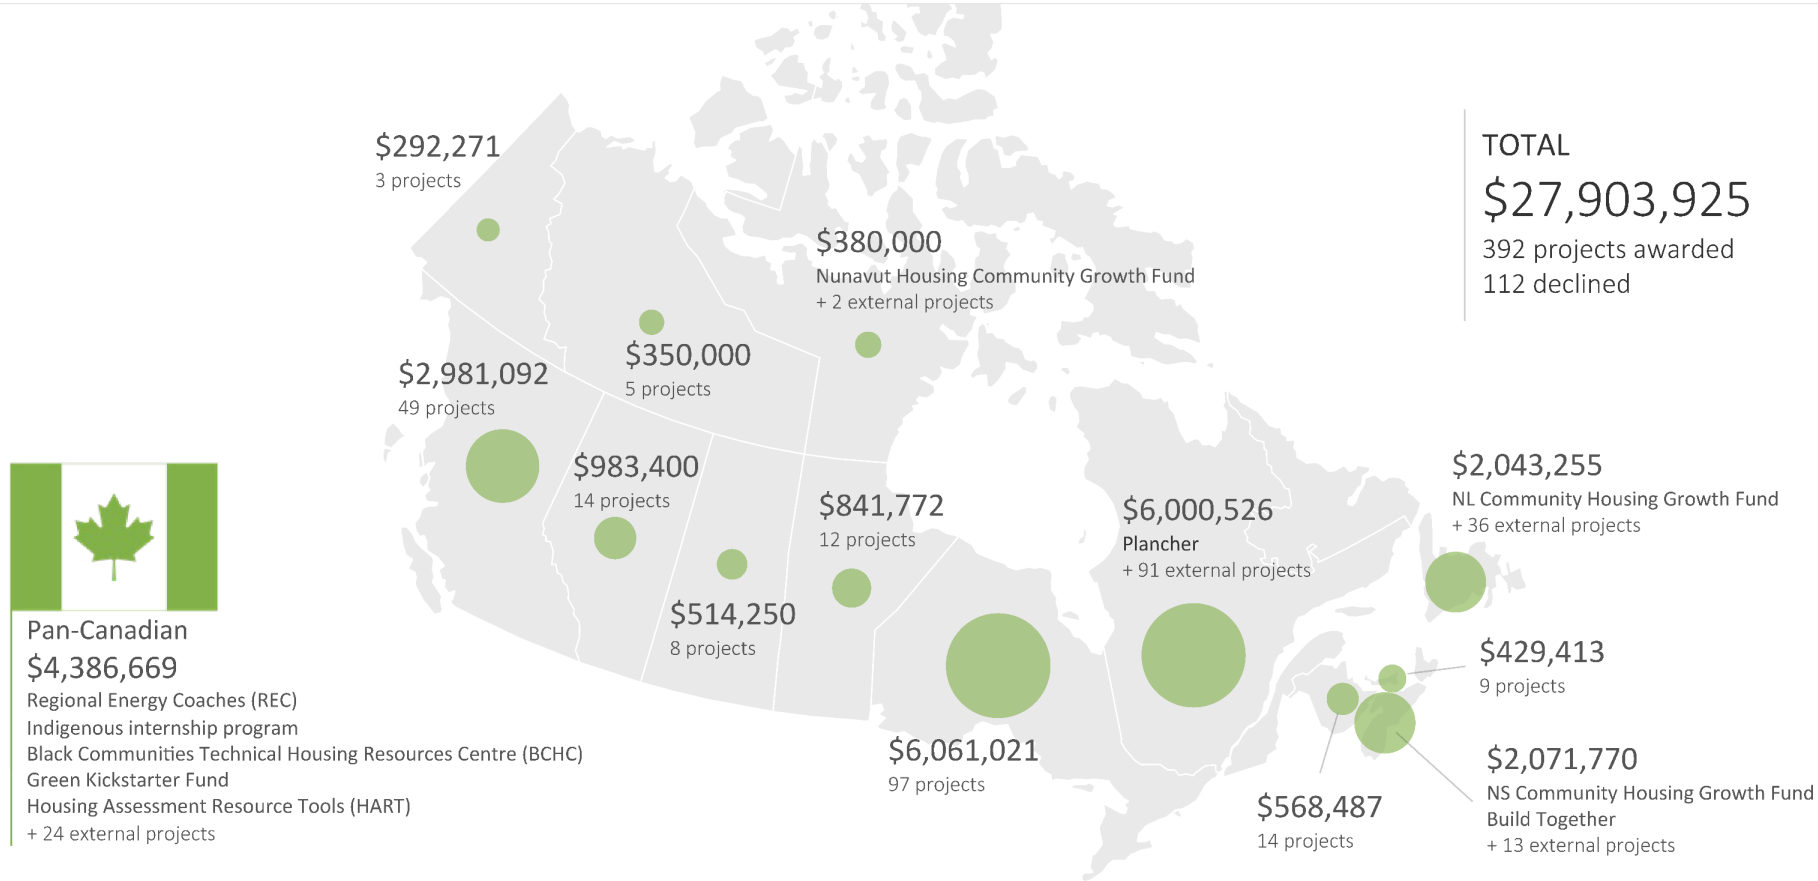 $292,271
3 projects
TOTAL
$27,903,925
392 projects awarded
112 declined
$380,000
Nunavut Housing Community Growth Fund
+ 2 external projects
$350,000
5 projects
$2,981,092
49 projects
$983,400
14 projects
$841,772
12 projects
$514,250
8 projects
$6,000,526
Plancher
+ 91 external projects
$2,043,255
NL Community Housing Growth Fund
+ 36 external projects
Pan-Canadian
$4,386,669
Regional Energy Coaches (REC)
Indigenous internship program
Black Communities Technical Housing Resources Centre (BCHC)
Green Kickstarter Fund
Housing Assessment Resource Tools (HART)
+ 24 external projects
$6,061,021
97 projects
$429,413
9 projects
$568,487
14 projects
$2,071,770
NS Community Housing Growth Fund
Build Together
+ 13 external projects